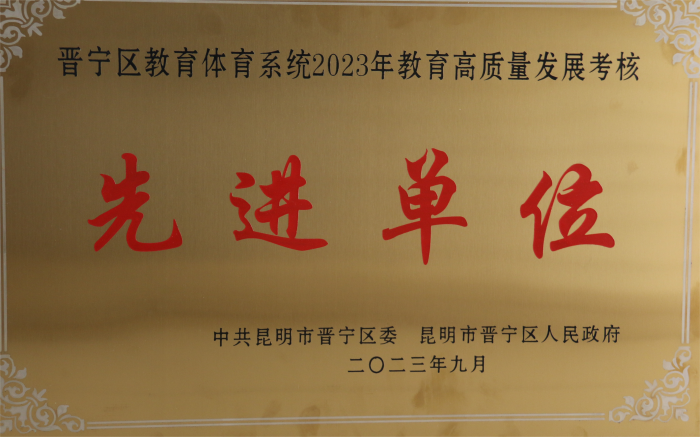 晋宁区教育体育系统2023年教育高质量发展考核
先进单位
中共昆明市晋宁区委 昆明市晋宁区人民政府
二〇二三年九月